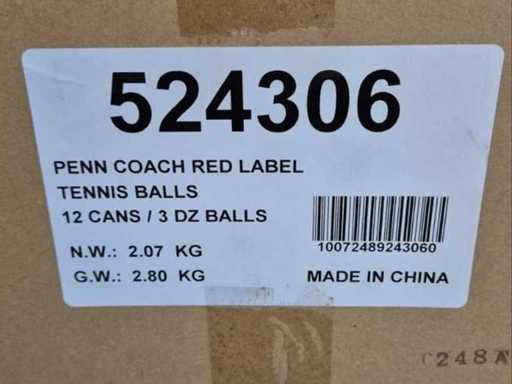 524306
PENN COACH RED LABEL
TENNIS BALLS
12 CANS / 3 DZ BALLS
10072489243060
N.W.: 2.07 KG
G.W.: 2.80 KG
MADE IN CHINA
248A